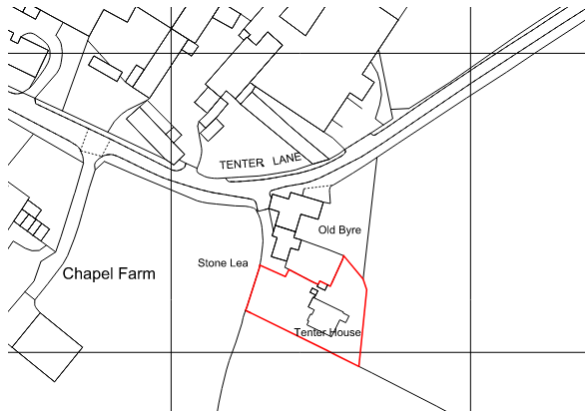 TENTER LANE
Old Byre
Stone Lea
Chapel Farm
Tenter House